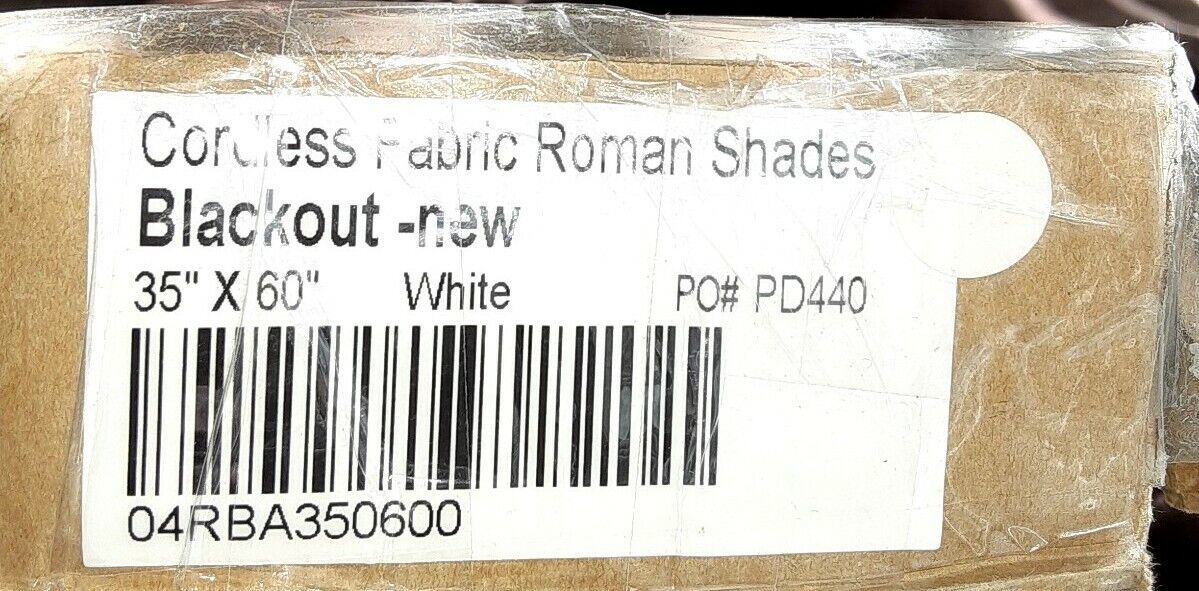 Cordless Fabric Roman Shades
Blackout -new
35" X 60" White PO# PD440
04RBA350600